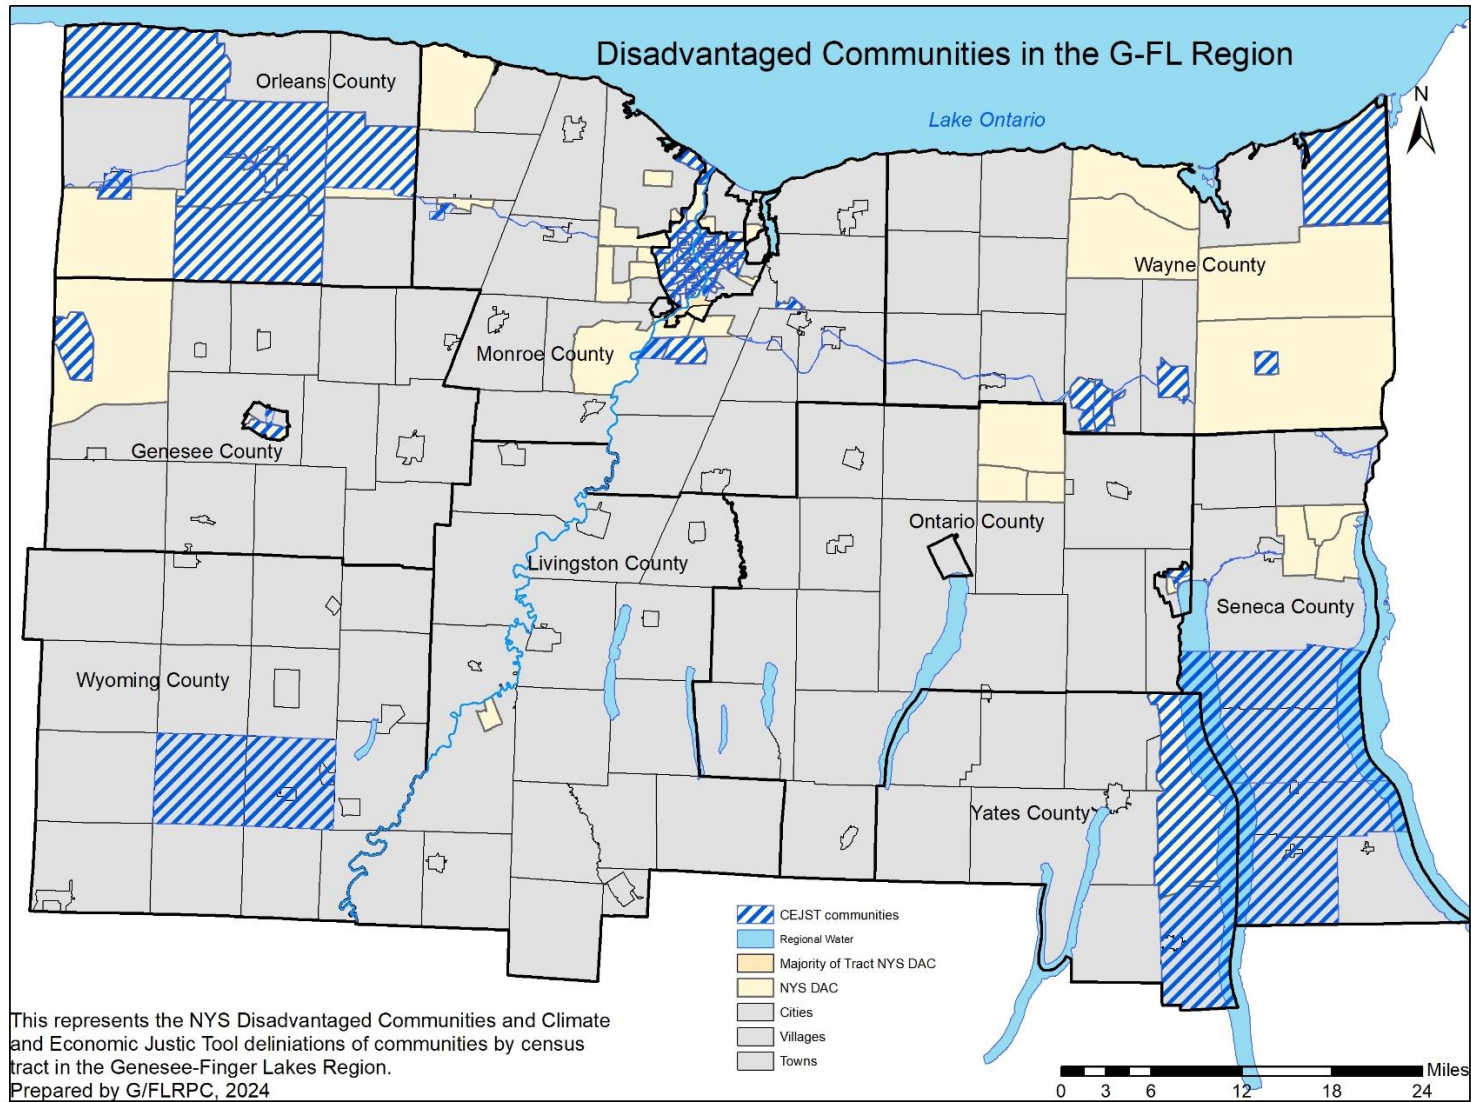 Disadvantaged Communities in the G-FL Region
Orleans County
Lake Ontario
N
Wayne County
Monroe County
Genesee County
Ontario County
Livingston County
Seneca County
Wyoming County
Yates County
CEJST communities
Regional Water
Majority of Tract NYS DAC
NYS DAC
Cities
Villages
Towns
This represents the NYS Disadvantaged Communities and Climate
and Economic Justic Tool deliniations of communities by census
tract in the Genesee-Finger Lakes Region.
Prepared by G/FLRPC, 2024
Miles
0 3 6 12 18 24